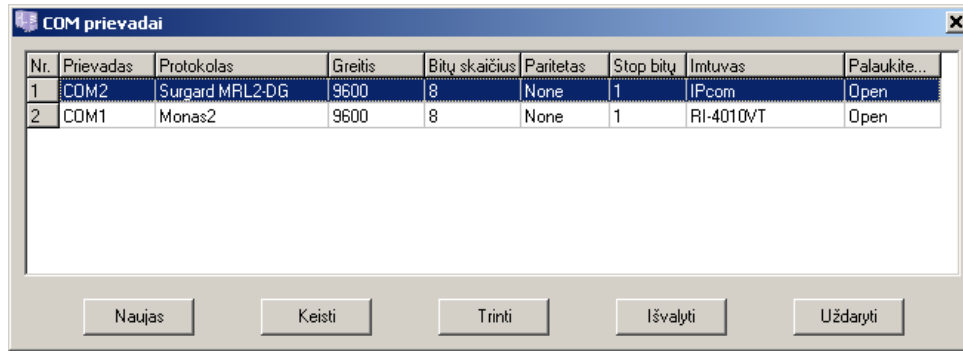 COM prievadai
Nr. Prievadas Protokolas Greitis Bitų skaičius Paritetas Stop bitų Imtuvas Palaukite...
1 COM2 Surgard MRL2-DG 9600 8 None 1 IPcom Open
2 COM1 Monas2 9600 8 None 1 RI-4010VT Open
Naujas Keisti Trinti Išvalyti Uždaryti